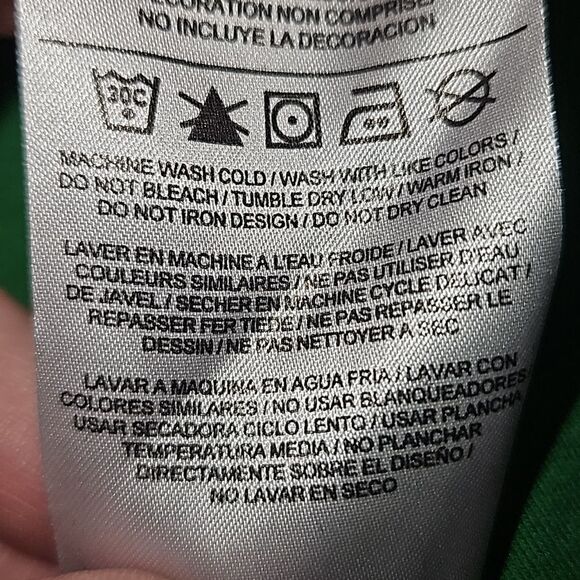 DECORATION NON COMPRISE
NO INCLUYE LA DECORACIÓN
30C
MACHINE WASH COLD / WASH WITH LIKE COLORS /
DO NOT BLEACH / TUMBLE DRY LOW / WARM IRON /
DO NOT IRON DESIGN / DO NOT DRY CLEAN
LAVER EN MACHINE A L'EAU FROIDE / LAVER AVEC
COULEURS SIMILAIRES / NE PAS UTILISER D'EAU
DE JAVEL / SECHER EN MACHINE CYCLE DELICAT /
REPASSER FER TIEDE / NE PAS REPASSER LE
DESSIN / NE PAS NETTOYER A SEC
LAVAR A MAQUINA EN AGUA FRIA / LAVAR CON
COLORES SIMILARES / NO USAR BLANQUEADORES
USAR SECADORA CICLO LENTO / USAR PLANCHA
TEMPERATURA MEDIA / NO PLANCHAR
DIRECTAMENTE SOBRE EL DISEÑO /
NO LAVAR EN SECO